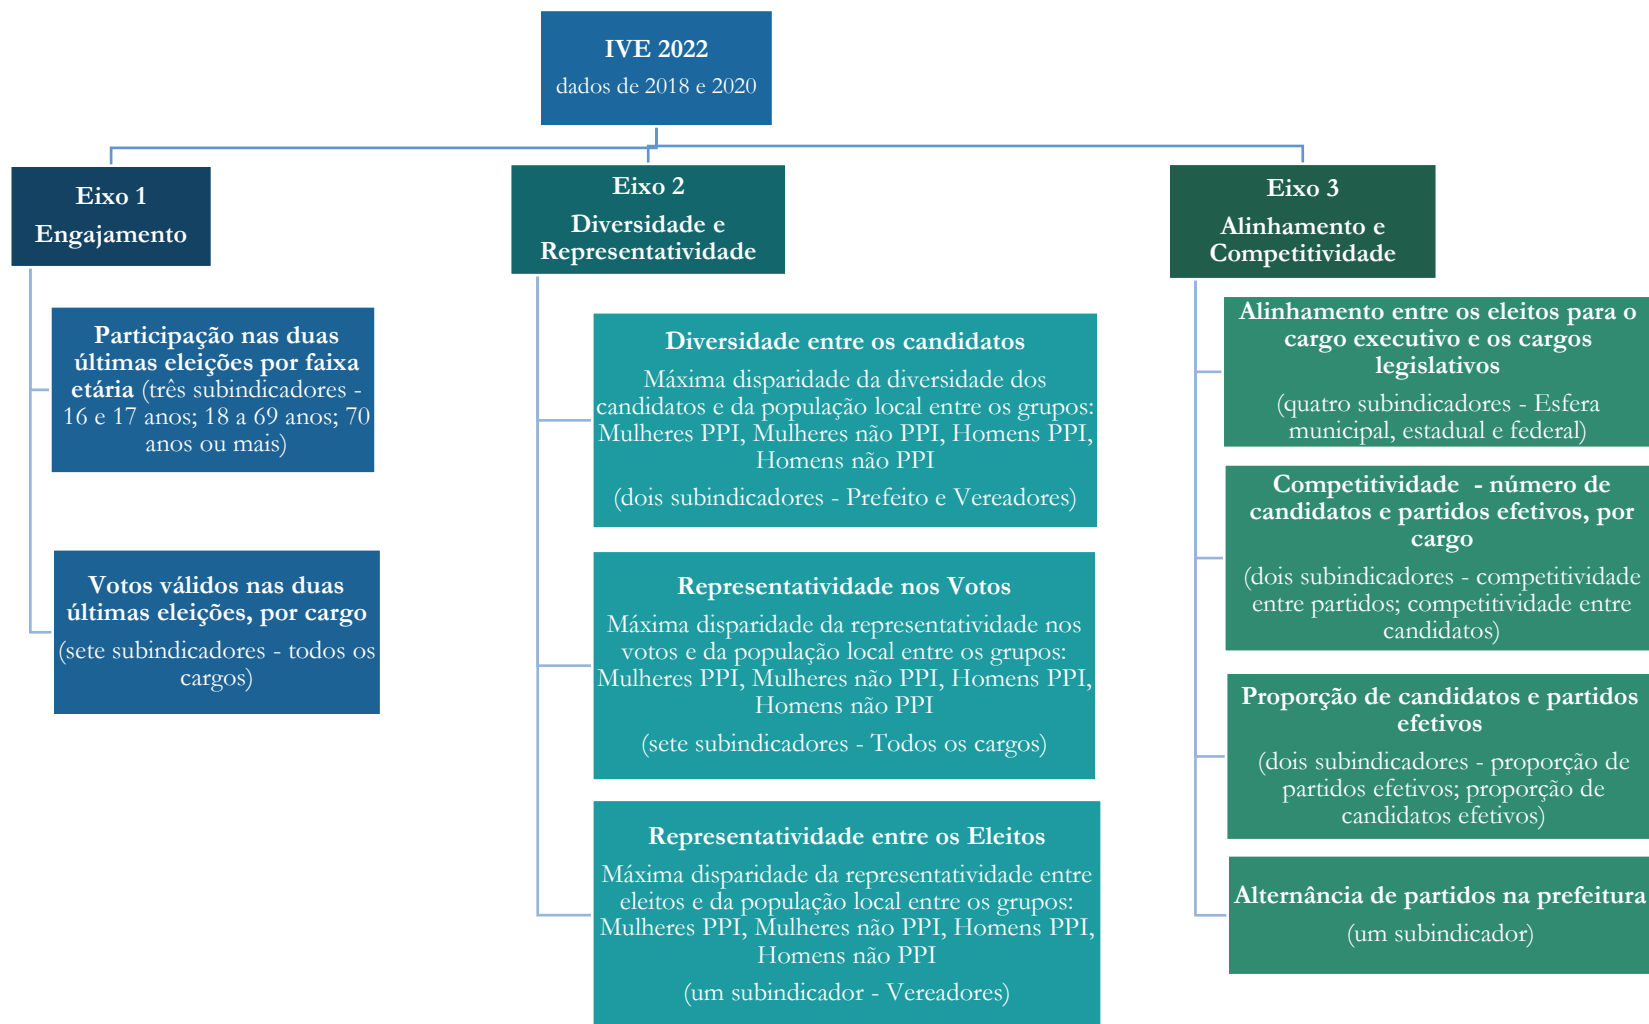 IVE 2022
dados de 2018 e 2020
Eixo 1
Engajamento
Participação nas duas
últimas eleições por faixa
etária (três subindicadores -
16 e 17 anos; 18 a 69 anos; 70
anos ou mais)
Votos válidos nas duas
últimas eleições, por cargo
(sete subindicadores - todos os
cargos)
Eixo 2
Diversidade e
Representatividade
Diversidade entre os candidatos
Máxima disparidade da diversidade dos
candidatos e da população local entre os grupos:
Mulheres PPI, Mulheres não PPI, Homens PPI,
Homens não PPI
(dois subindicadores - Prefeito e Vereadores)
Representatividade nos Votos
Máxima disparidade da representatividade nos
votos e da população local entre os grupos:
Mulheres PPI, Mulheres não PPI, Homens PPI,
Homens não PPI
(sete subindicadores - Todos os cargos)
Representatividade entre os Eleitos
Máxima disparidade da representatividade entre
eleitos e da população local entre os grupos:
Mulheres PPI, Mulheres não PPI, Homens PPI,
Homens não PPI
(um subindicador - Vereadores)
Eixo 3
Alinhamento e
Competitividade
Alinhamento entre os eleitos para o
cargo executivo e os cargos
legislativos
(quatro subindicadores - Esfera
municipal, estadual e federal)
Competitividade  - número de
candidatos e partidos efetivos, por
cargo
(dois subindicadores - competitividade
entre partidos; competitividade entre
candidatos)
Proporção de candidatos e partidos
efetivos
(dois subindicadores - proporção de
partidos efetivos; proporção de
candidatos efetivos)
Alternância de partidos na prefeitura
(um subindicador)